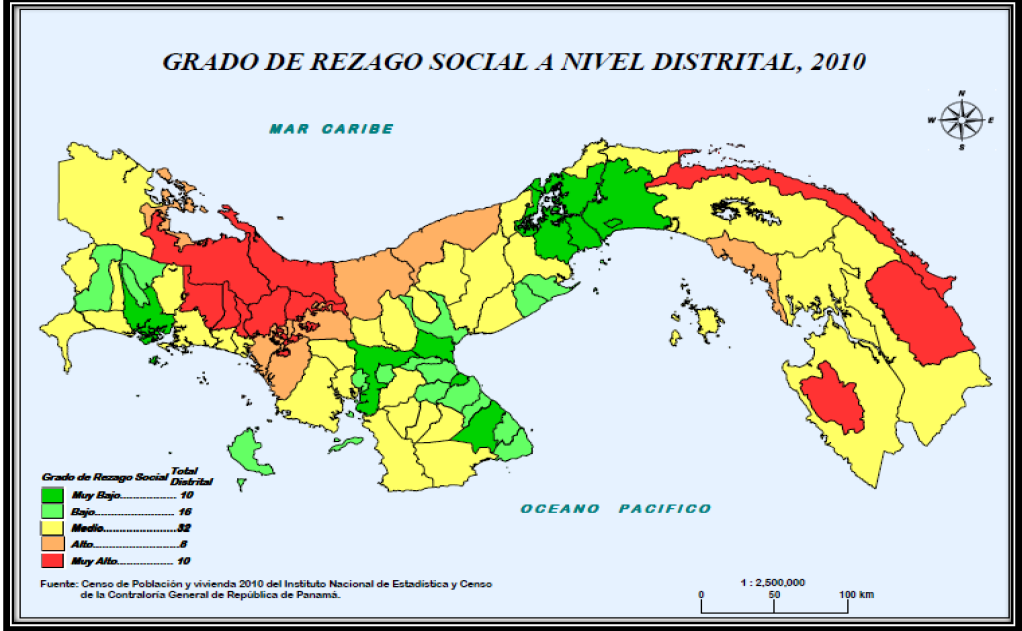 GRADO DE REZAGO SOCIAL A NIVEL DISTRITAL, 2010
MAR CARIBE
N
W E
S
Grado de Rezago Social Total Distrital
Muy Bajo................... 10
Bajo........................... 16
Medio.........................32
Alto.............................8
Muy Alto................... 10
OCEANO PACIFICO
Fuente: Censo de Población y vivienda 2010 del Instituto Nacional de Estadística y Censo
de la Contraloría General de República de Panamá.
1 : 2,500,000
0 50 100 km